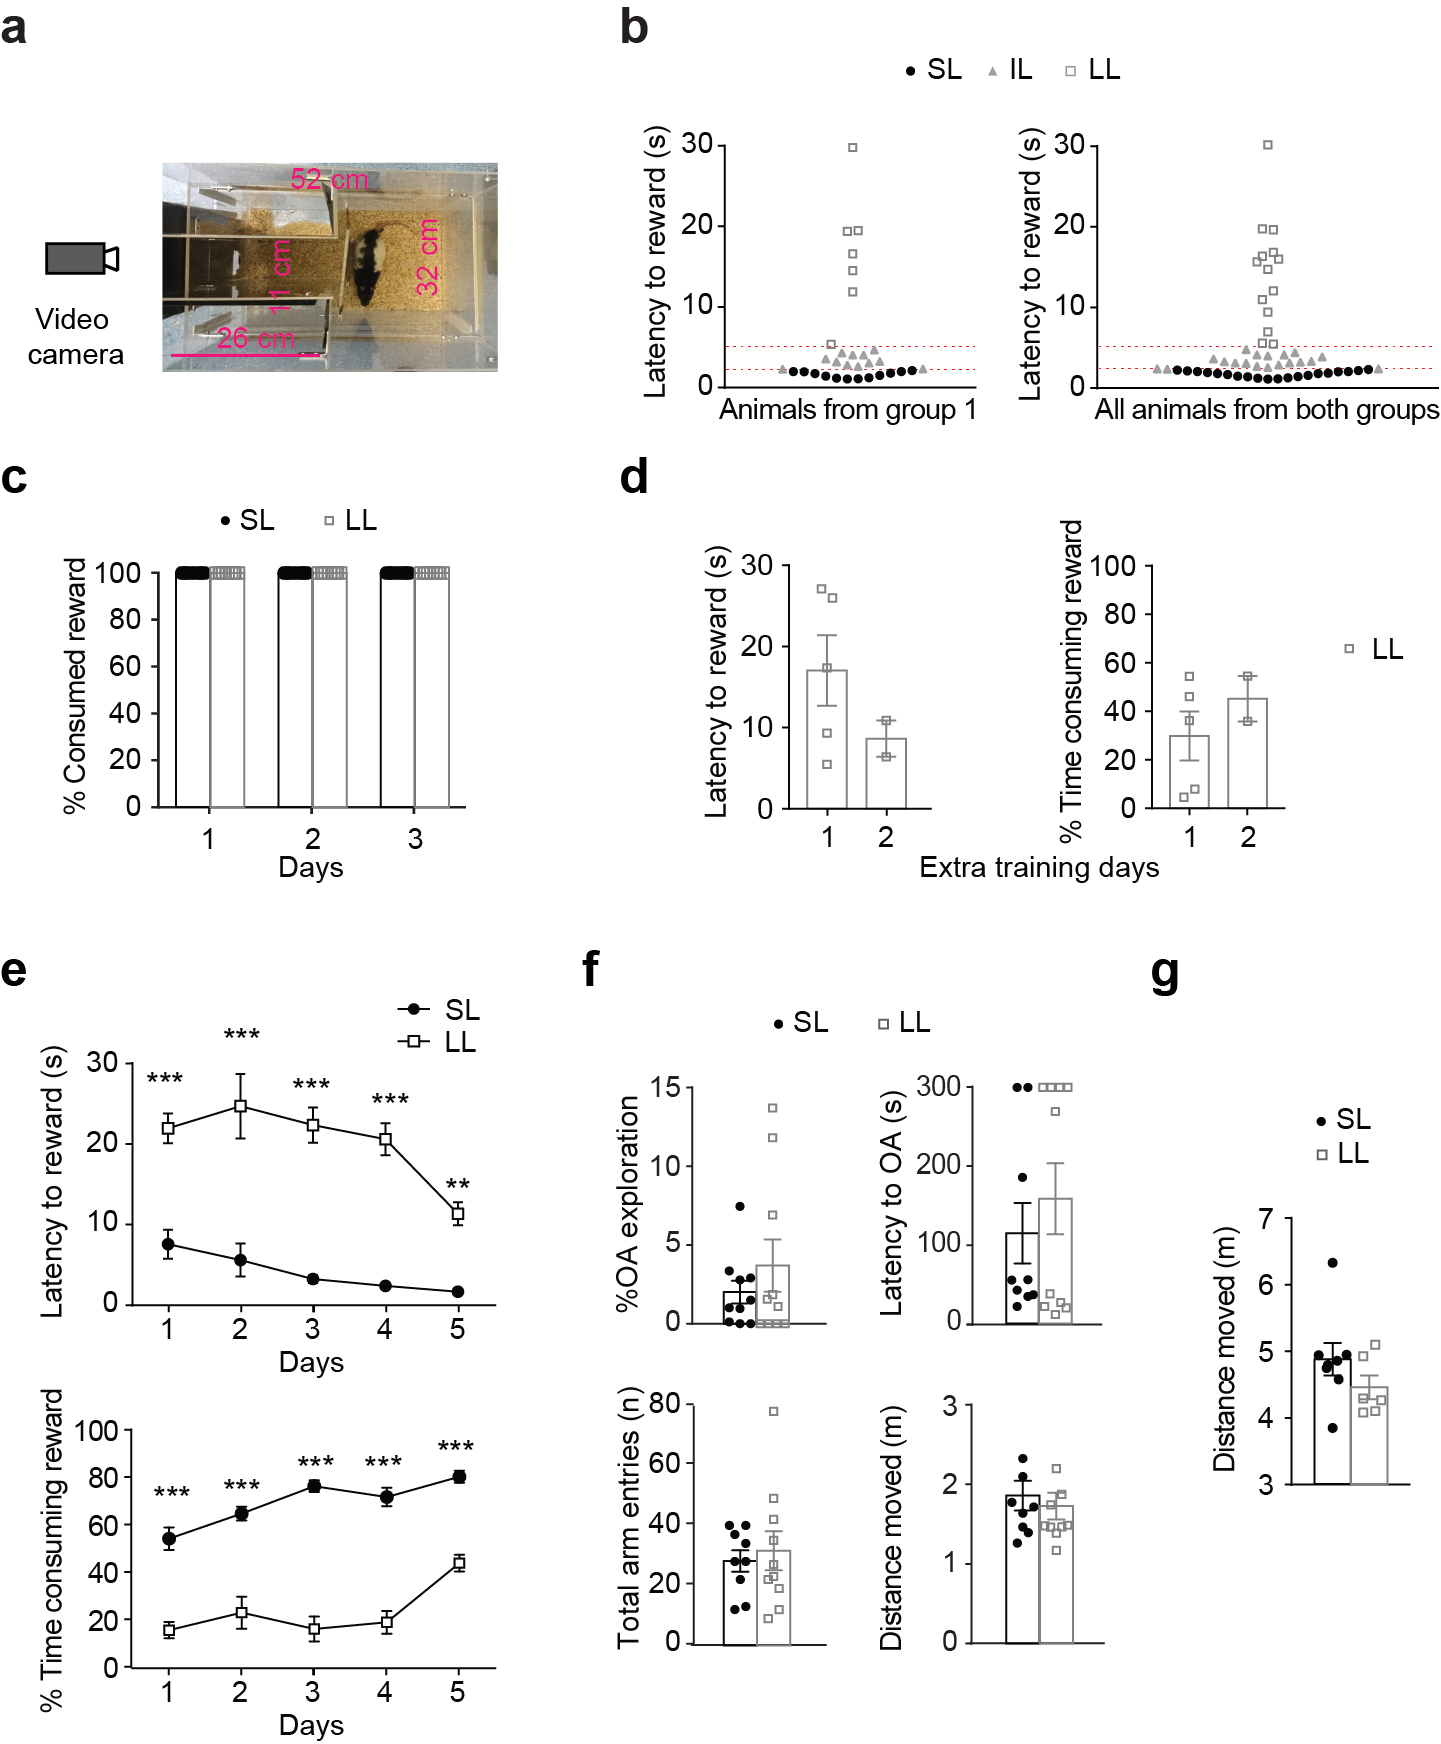 a
52 cm
11 cm
32 cm
26 cm
Video
camera
b
SL IL LL
Latency to reward (s)
30
20
10
0
Animals from group 1
Latency to reward (s)
30
20
10
0
All animals from both groups
c
SL LL
% Consumed reward
100
80
60
40
20
0
1 2 3
Days
d
Latency to reward (s)
30
20
10
0
1 2
% Time consuming reward
100
80
60
40
20
0
1 2
LL
Extra training days
e
SL
LL
Latency to reward (s)
30
20
10
0
*** *** *** *** **
1 2 3 4 5
Days
% Time consuming reward
100
80
60
40
20
0
*** *** *** *** ***
1 2 3 4 5
Days
f
SL LL
%OA exploration
15
10
5
0
Latency to OA (s)
300
200
100
0
Total arm entries (n)
80
60
40
20
0
Distance moved (m)
3
2
1
0
g
SL
LL
Distance moved (m)
7
6
5
4
3